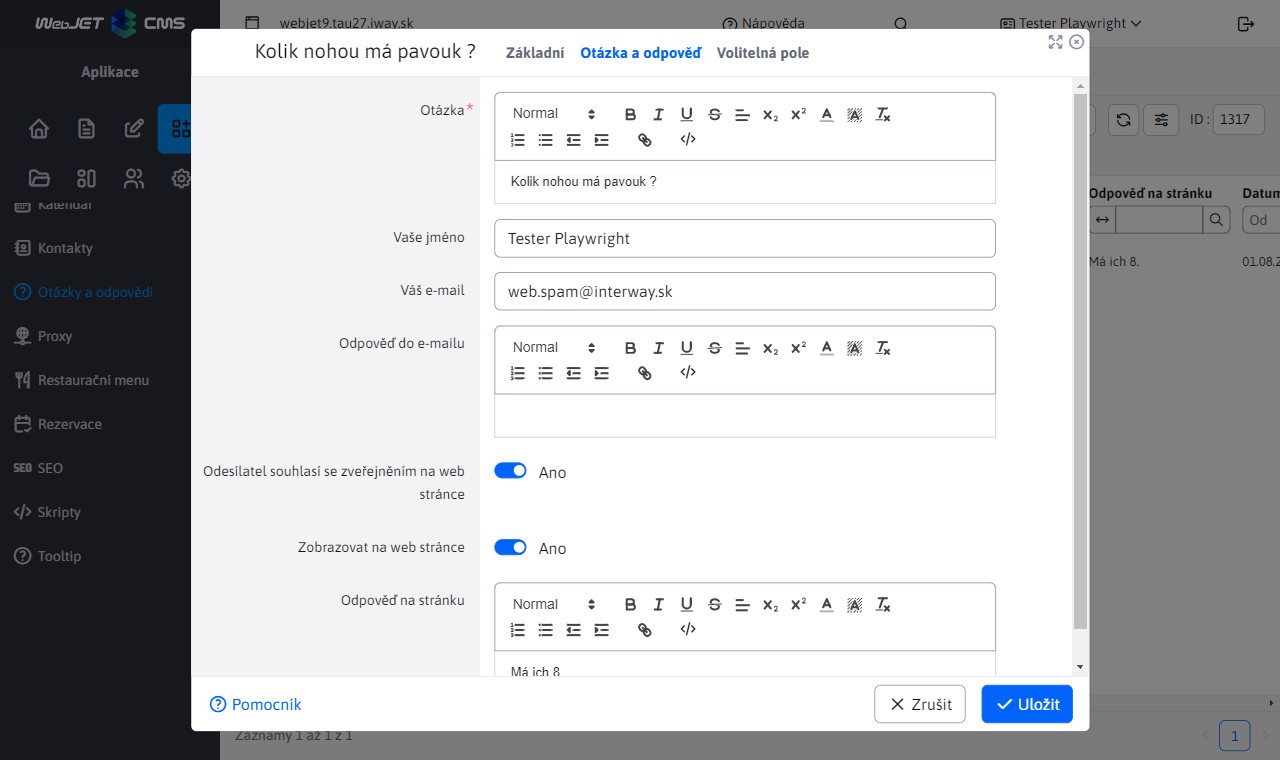 WebJET CMS
webjet9.tau27.iway.sk
Nápověda
Tester Playwright
Aplikace
Kalendář
Kontakty
Otázky a odpovědi
Proxy
Restaurační menu
Rezervace
SEO SEO
Skripty
Tooltip
Kolik nohou má pavouk ?
Základní
Otázka a odpověď
Volitelná pole
Otázka*
Normal
Kolik nohou má pavouk ?
Vaše jméno
Tester Playwright
Váš e-mail
web.spam@interway.sk
Odpověď do e-mailu
Normal
Odesílatel souhlasí se zveřejněním na web
stránce
Ano
Zobrazovat na web stránce
Ano
Odpověď na stránku
Normal
Má ich 8
Pomocník
Zrušit
Uložit
ID : 1317
Odpověď na stránku
Datum
Od
Má ich 8.
01.08.2
Záznamy 1 až 1 z 1
1